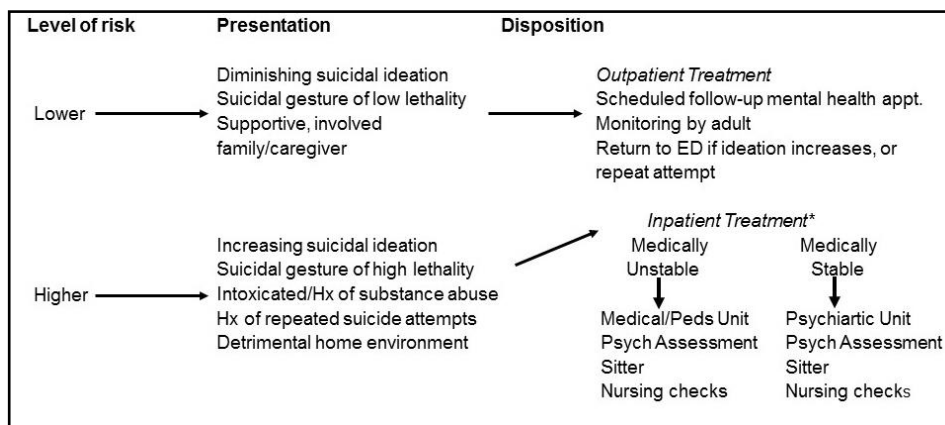 Level of risk Presentation Disposition
Diminishing suicidal ideation
Suicidal gesture of low lethality
Supportive, involved
family/caregiver
Lower
Outpatient Treatment
Scheduled follow-up mental health appt.
Monitoring by adult
Return to ED if ideation increases, or
repeat attempt
Higher
Increasing suicidal ideation
Suicidal gesture of high lethality
Intoxicated/Hx of substance abuse
Hx of repeated suicide attempts
Detrimental home environment
Inpatient Treatment*
Medically
Unstable
Medical/Peds Unit
Psych Assessment
Sitter
Nursing checks
Medically
Stable
Psychiartic Unit
Psych Assessment
Sitter
Nursing checks